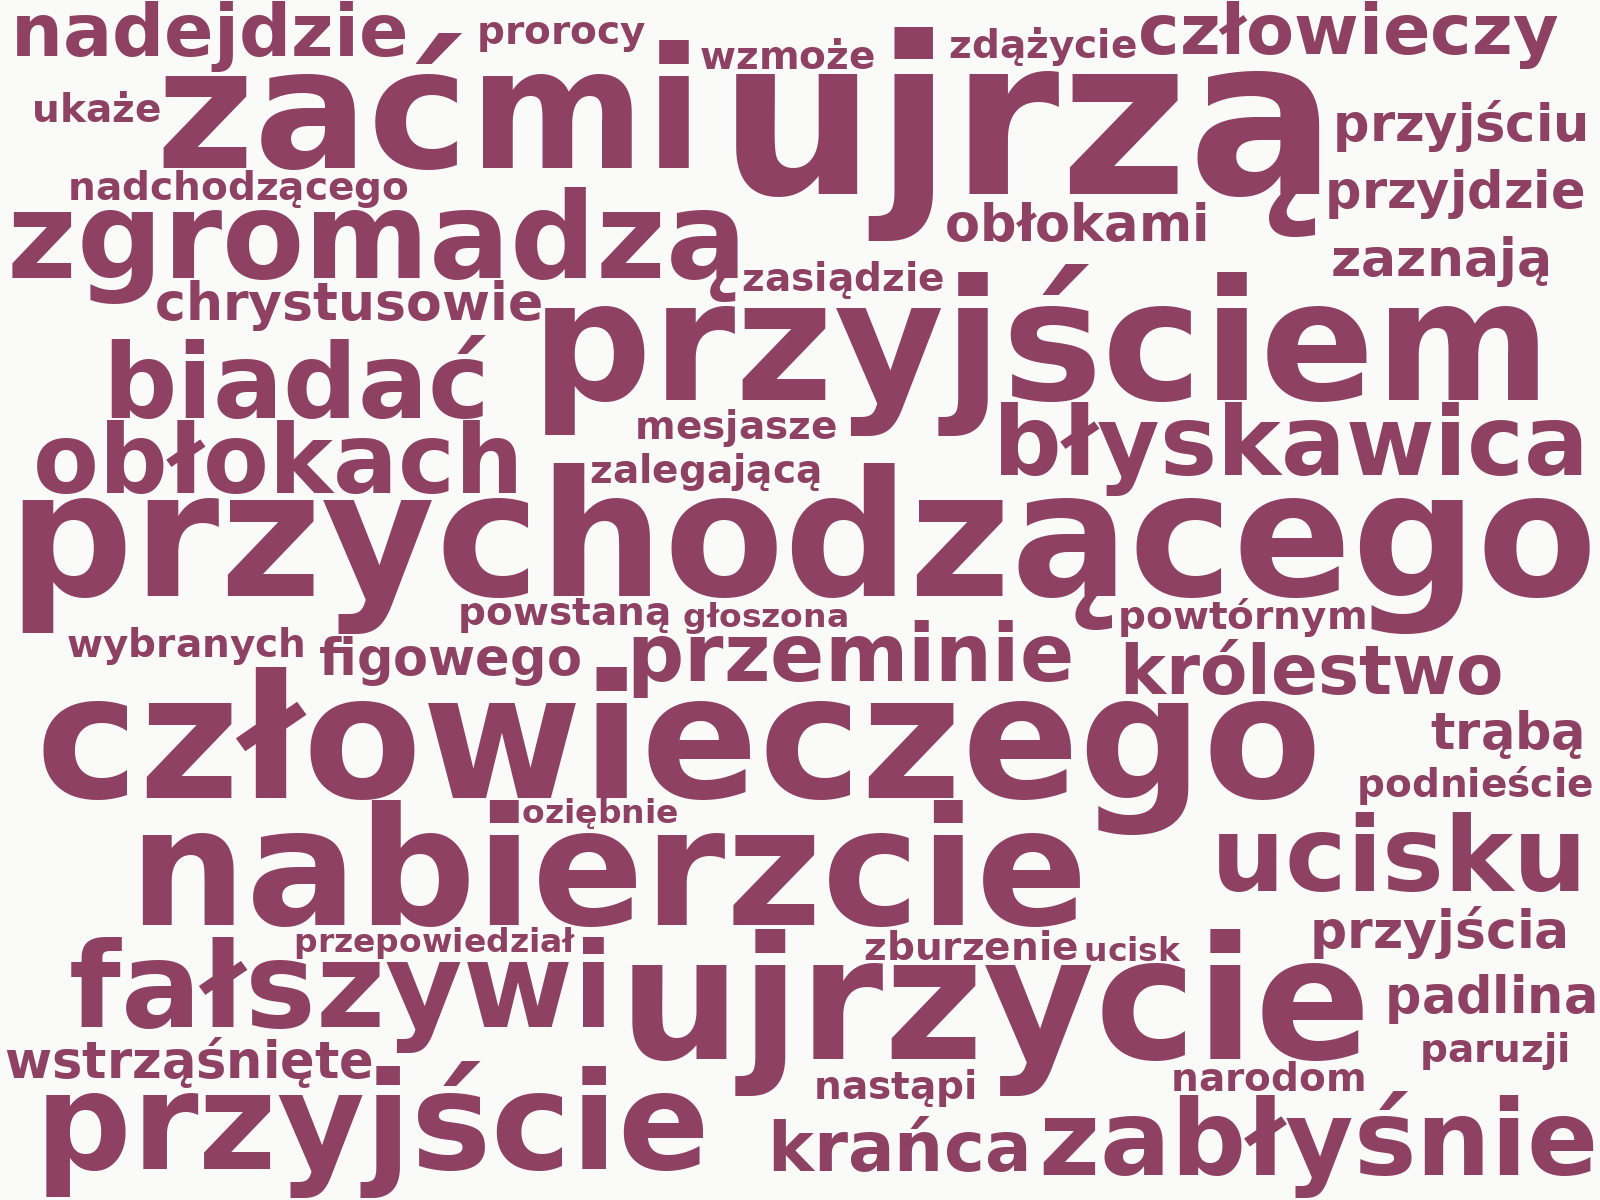 nadejdzie prorocy wzmoże zdążycie człowieczy
ukaże zaćmi ujrzą przyjściu
nadchodzącego przyjdzie
zgromadzą obłokami zaznają
chrystusowie zasiądzie przyjściem
biadać mesjasze błyskawica
obłokach zalegającą
przychodzącego
powstaną głoszona powtórnym
wybranych figowego przeminie królestwo
człowieczego trąbą
podnieście
oziębnie
nabierzcie ucisku
przepowiedział zburzenie ucisk przyjścia
fałszywi ujrzycie padlina
wstrząśnięte paruzji
przyjście nastąpi narodom
krańca zabłyśnie